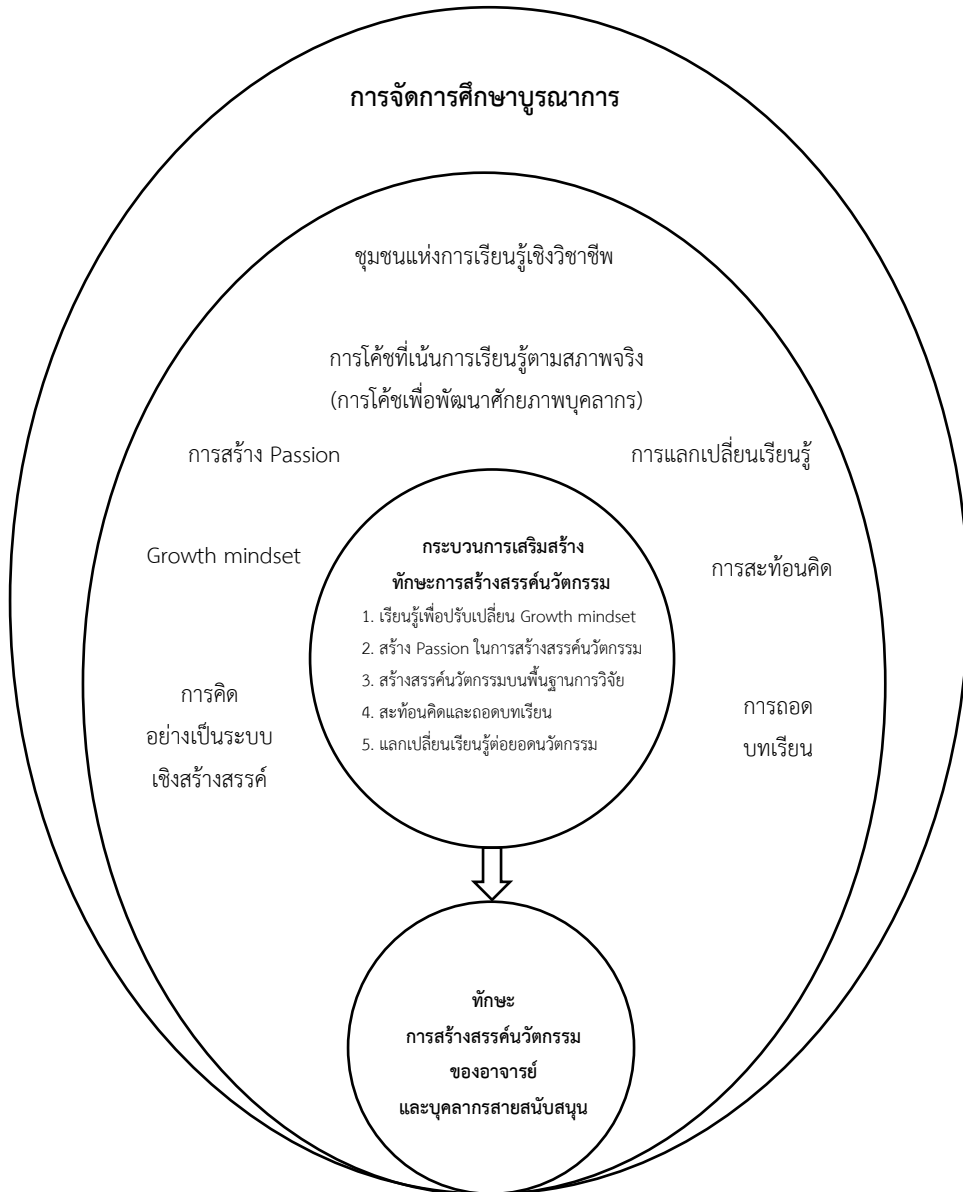 การจัดการศึกษาบูรณาการ
ชุมชนแห่งการเรียนรู้เชิงวิชาชีพ
การโค้ชที่เน้นการเรียนรู้ตามสภาพจริง
(การโค้ชเพื่อพัฒนาศักยภาพบุคลากร)
การสร้าง Passion
การแลกเปลี่ยนเรียนรู้
Growth mindset
การสะท้อนคิด
การคิด
อย่างเป็นระบบ
เชิงสร้างสรรค์
การถอด
บทเรียน
กระบวนการเสริมสร้าง
ทักษะการสร้างสรรค์นวัตกรรม
1. เรียนรู้เพื่อปรับเปลี่ยน Growth mindset
2. สร้าง Passion ในการสร้างสรรค์นวัตกรรม
3. สร้างสรรค์นวัตกรรมบนพื้นฐานการวิจัย
4. สะท้อนคิดและถอดบทเรียน
5. แลกเปลี่ยนเรียนรู้ต่อยอดนวัตกรรม
ทักษะ
การสร้างสรรค์นวัตกรรม
ของอาจารย์
และบุคลากรสายสนับสนุน